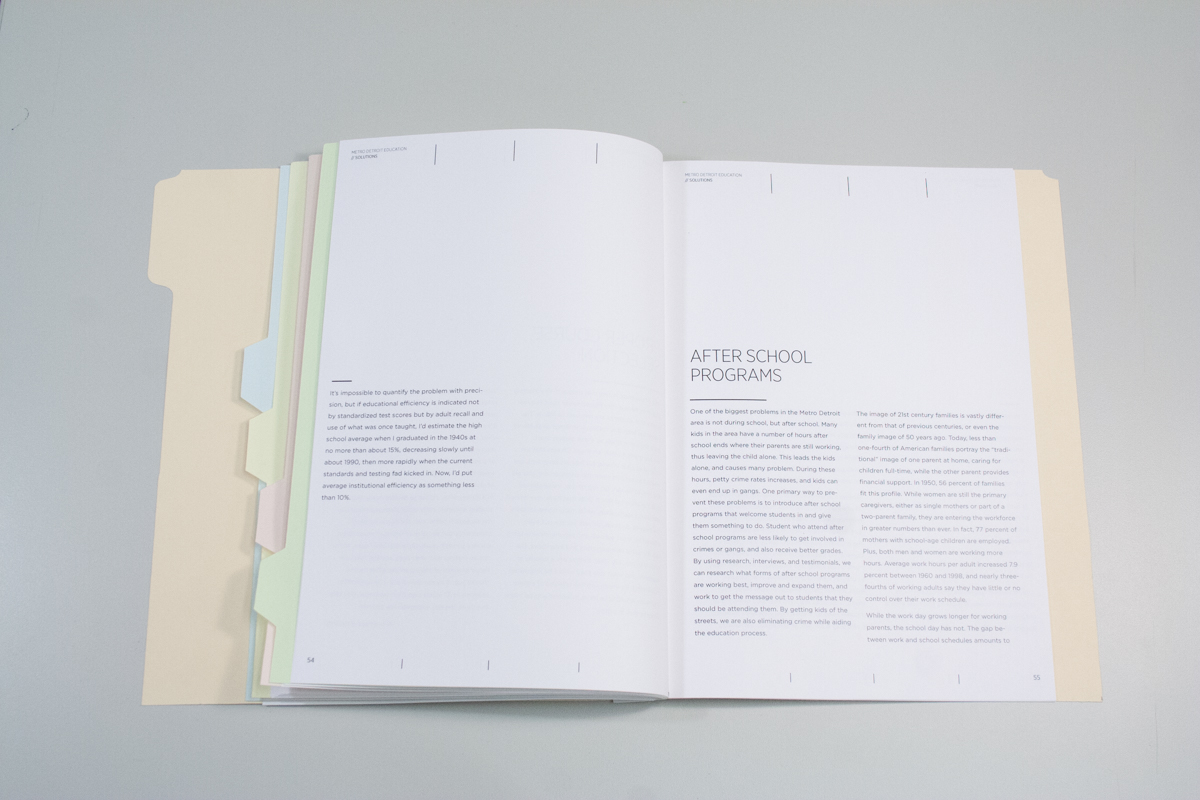 METRO DETROIT EDUCATION
// SOLUTIONS
It's impossible to quantify the problem with preci-
sion, but if educational efficiency is indicated not
by standardized test scores but by adult recall and
use of what was once taught, I'd estimate the high
school average when I graduated in the 1940s at
no more than about 15%, decreasing slowly until
about 1990, then more rapidly when the current
standards and testing fad kicked in. Now, I'd put
average institutional efficiency as something less
than 10%.
54
METRO DETROIT EDUCATION
// SOLUTIONS
AFTER SCHOOL
PROGRAMS
One of the biggest problems in the Metro Detroit
area is not during school, but after school. Many
kids in the area have a number of hours after
school ends where their parents are still working,
thus leaving the child alone. This leads the kids
alone, and causes many problem. During these
hours, petty crime rates increases, and kids can
even end up in gangs. One primary way to pre-
vent these problems is to introduce after school
programs that welcome students in and give
them something to do. Student who attend after
school programs are less likely to get involved in
crimes or gangs, and also receive better grades.
By using research, interviews, and testimonials, we
can research what forms of after school programs
are working best, improve and expand them, and
work to get the message out to students that they
should be attending them. By getting kids of the
streets, we are also eliminating crime while aiding
the education process.
The image of 21st century families is vastly differ-
ent from that of previous centuries, or even the
family image of 50 years ago. Today, less than
one-fourth of American families portray the "tradi-
tional" image of one parent at home, caring for
children full-time, while the other parent provides
financial support. In 1950, 56 percent of families
fit this profile. While women are still the primary
caregivers, either as single mothers or part of a
two-parent family, they are entering the workforce
in greater numbers than ever. In fact, 77 percent of
mothers with school-age children are employed.
Plus, both men and women are working more
hours. Average work hours per adult increased 7.9
percent between 1980 and 1998, and nearly three-
fourths of working adults say they have little or no
control over their work schedule.
While the work day grows longer for working
parents, the school day has not. The gap be-
tween work and school schedules amounts to
55